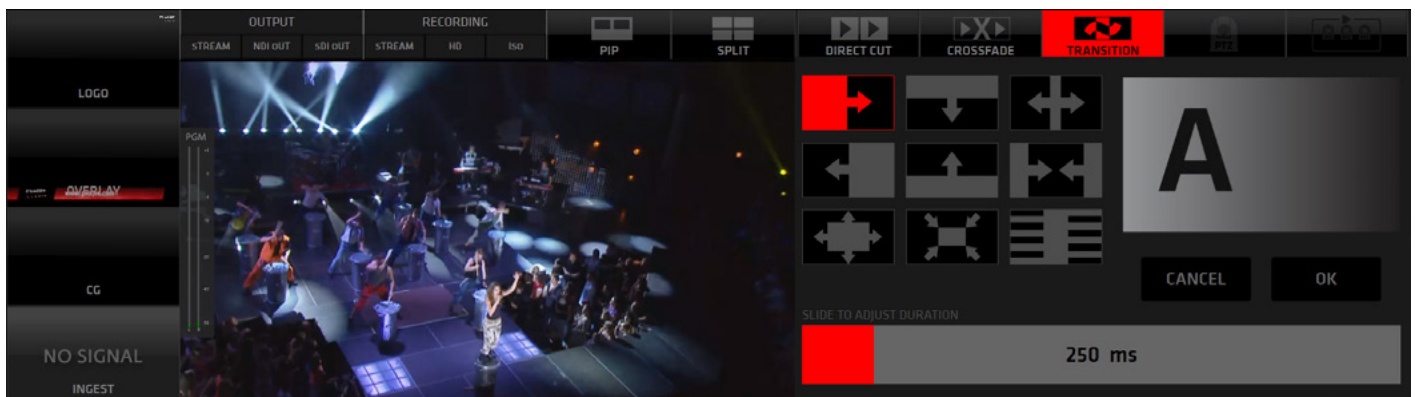 OUTPUT
RECORDING
STREAM
NDI OUT
SDI OUT
STREAM
HD
ISO
PIP
SPLIT
DIRECT CUT
CROSSFADE
TRANSITION
PTZ
LOGO
PGM
OVERLAY
CG
NO SIGNAL
INGEST
A
CANCEL
OK
SLIDE TO ADJUST DURATION
250 ms